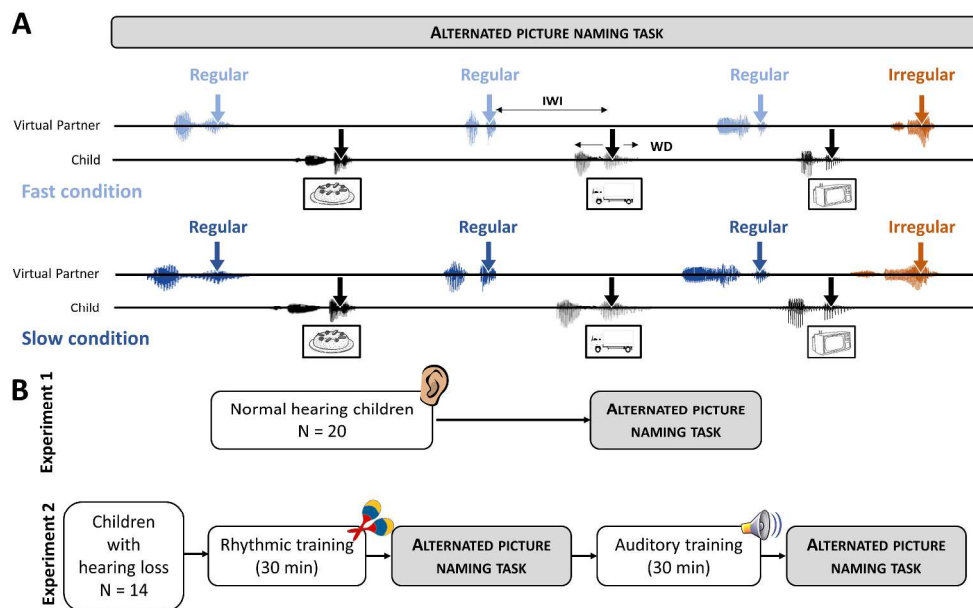 A
ALTERNATED PICTURE NAMING TASK
Regular Regular Regular Irregular
IWI
Virtual Partner
WD
Child
Fast condition
Regular Regular Regular Irregular
Virtual Partner
Child
Slow condition
B
Experiment 1
Normal hearing children
N = 20
ALTERNATED PICTURE
NAMING TASK
Experiment 2
Children
with
hearing loss
N = 14
Rhythmic training
(30 min)
ALTERNATED PICTURE
NAMING TASK
Auditory training
(30 min)
ALTERNATED PICTURE
NAMING TASK